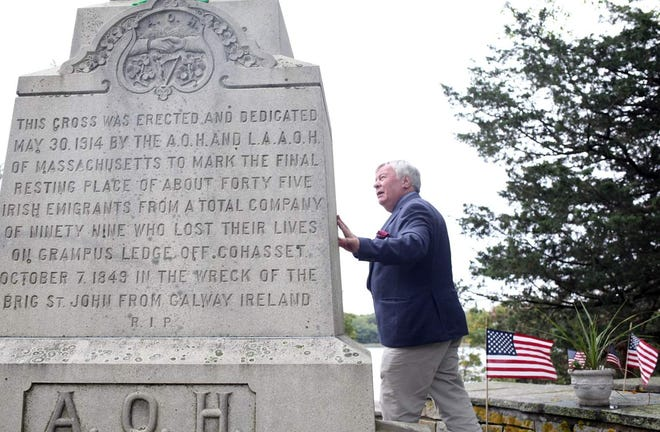 A.O.H.
THIS CROSS WAS ERECTED AND DEDICATED
MAY 30, 1914 BY THE A.O.H. AND L.A.A.O.H.
OF MASSACHUSETTS TO MARK THE FINAL
RESTING PLACE OF ABOUT FORTY FIVE
IRISH EMIGRANTS FROM A TOTAL COMPANY
OF NINETY NINE WHO LOST THEIR LIVES
ON GRAMPUS LEDGE OFF COHASSET
OCTOBER 7, 1849 IN THE WRECK OF THE
BRIG ST. JOHN FROM GALWAY IRELAND
R.I.P.
A.O.H.